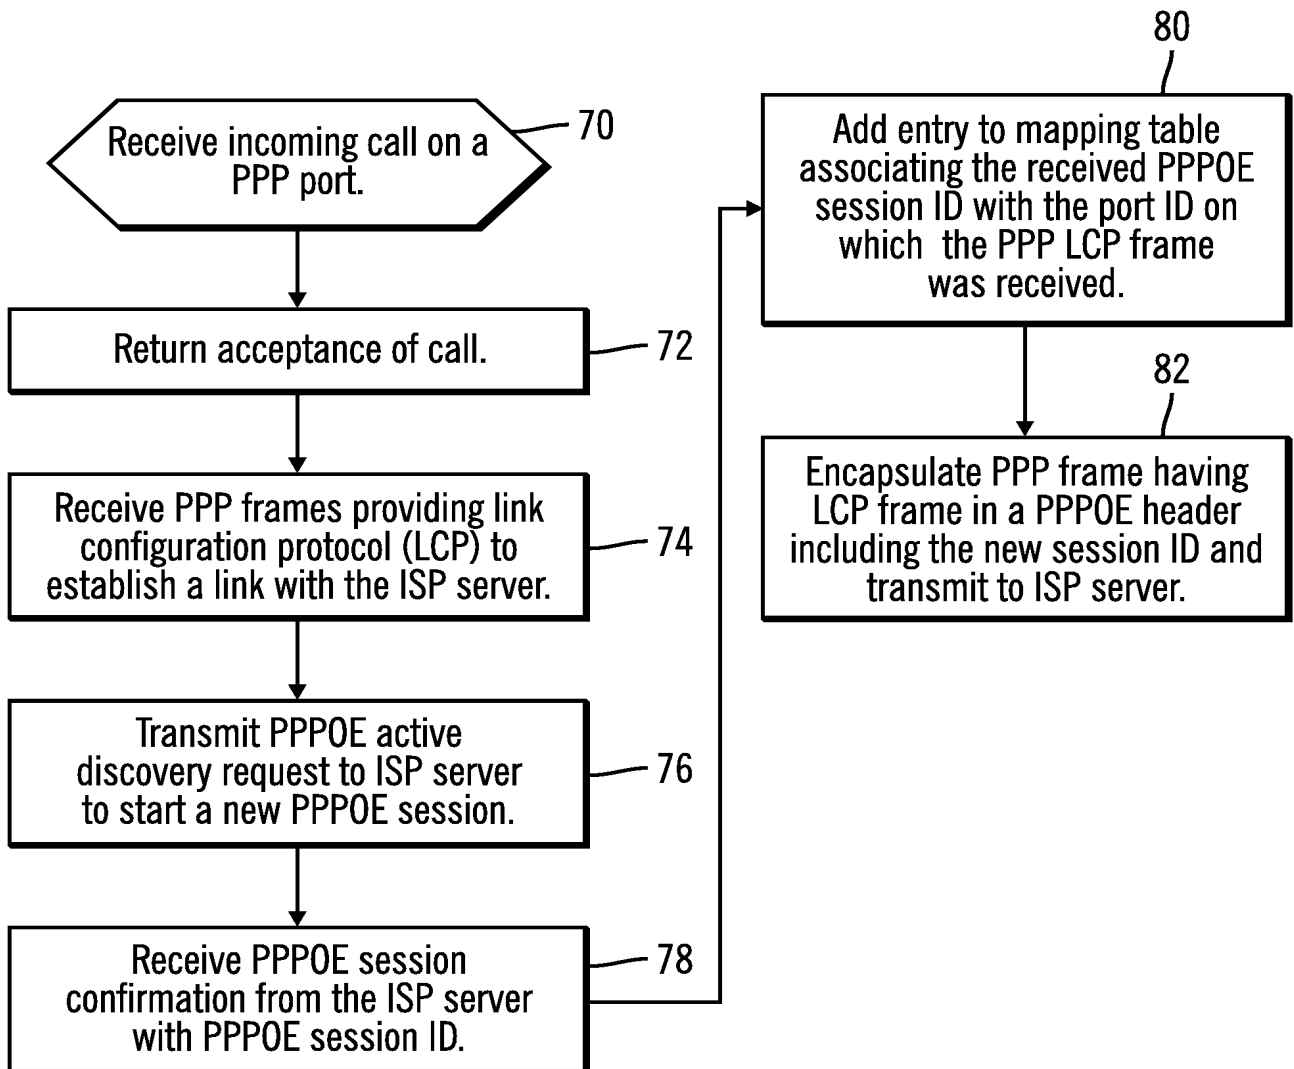 Receive incoming call on a
PPP port.
70
Return acceptance of call.
72
Receive PPP frames providing link
configuration protocol (LCP) to
establish a link with the ISP server.
74
Transmit PPPOE active
discovery request to ISP server
to start a new PPPOE session.
76
Receive PPPOE session
confirmation from the ISP server
with PPPOE session ID.
78
80
Add entry to mapping table
associating the received PPPOE
session ID with the port ID on
which the PPP LCP frame
was received.
82
Encapsulate PPP frame having
LCP frame in a PPPOE header
including the new session ID and
transmit to ISP server.